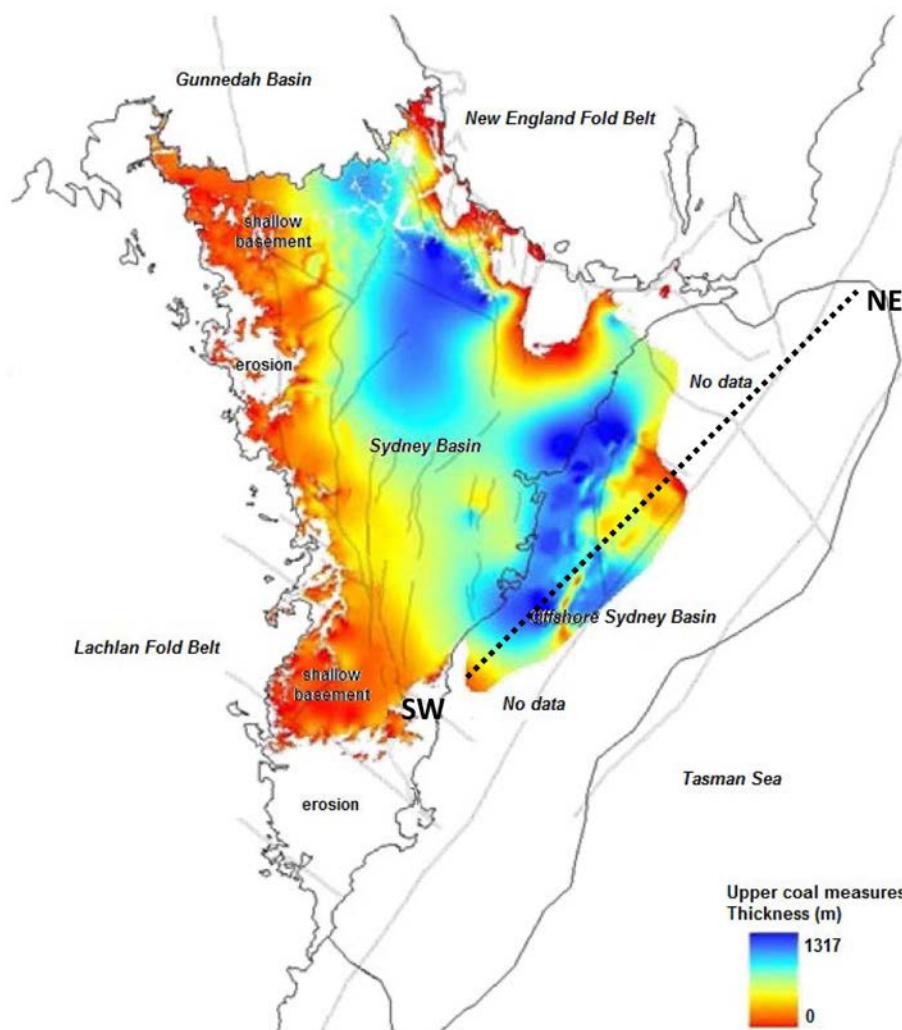 Gunnedah Basin
New England Fold Belt
shallow
basement
NE
erosion
No data
Sydney Basin
Offshore Sydney Basin
Lachlan Fold Belt
shallow
basement
SW
No data
Tasman Sea
erosion
Upper coal measures
Thickness (m)
1317
0